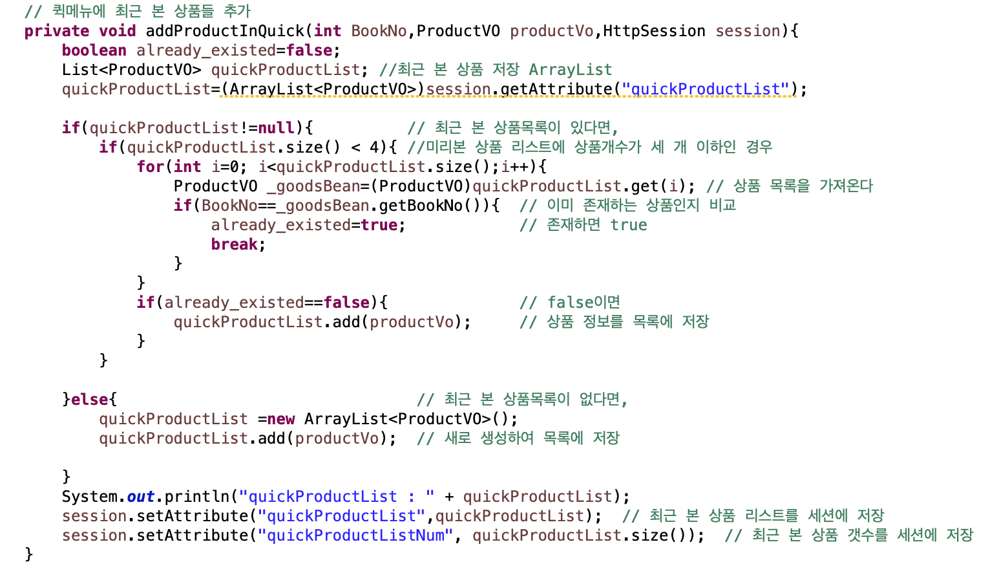 // 퀵메뉴에 최근 본 상품들 추가
private void addProductInQuick(int BookNo,ProductVO productVo,HttpSession session){
boolean already_existed=false;
List<ProductVO> quickProductList; //최근 본 상품 저장 ArrayList
quickProductList=(ArrayList<ProductVO>)session.getAttribute("quickProductList");
if(quickProductList!=null){ // 최근 본 상품목록이 있다면,
if(quickProductList.size() < 4){ //미리본 상품 리스트에 상품개수가 세 개 이하인 경우
for(int i=0; i<quickProductList.size();i++){
ProductVO _goodsBean=(ProductVO)quickProductList.get(i); // 상품 목록을 가져온다
if(BookNo==_goodsBean.getBookNo()){ // 이미 존재하는 상품인지 비교
already_existed=true; // 존재하면 true
break;
}
}
if(already_existed==false){ // false이면
quickProductList.add(productVo); // 상품 정보를 목록에 저장
}
}
}else{ // 최근 본 상품목록이 없다면,
quickProductList =new ArrayList<ProductVO>();
quickProductList.add(productVo); // 새로 생성하여 목록에 저장
}
System.out.println("quickProductList : " + quickProductList);
session.setAttribute("quickProductList",quickProductList); // 최근 본 상품 리스트를 세션에 저장
session.setAttribute("quickProductListNum", quickProductList.size()); // 최근 본 상품 갯수를 세션에 저장
}